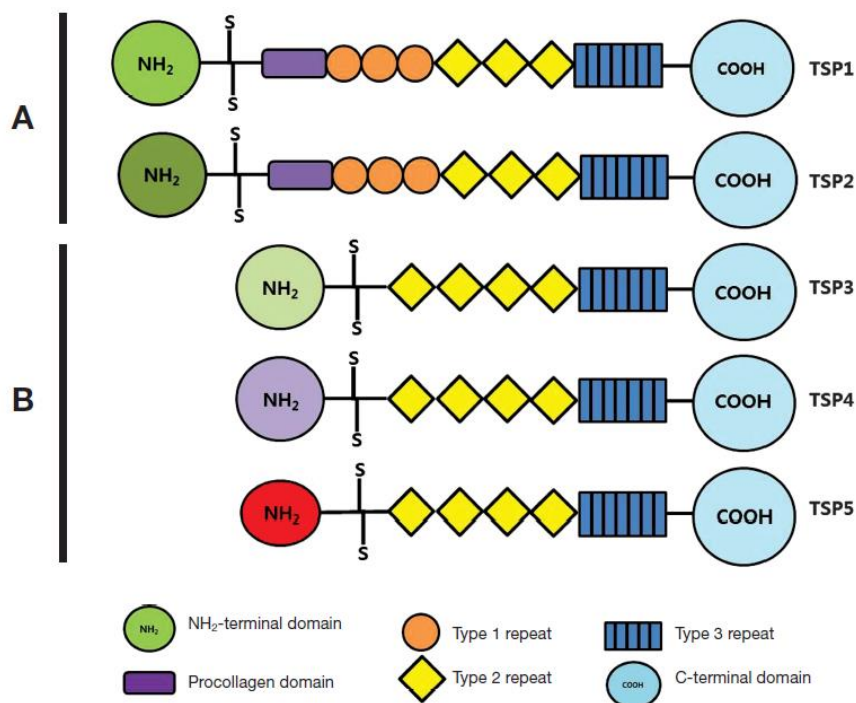 A
NH2
S
S
COOH
TSP1
NH2
S
S
COOH
TSP2
B
NH2
S
S
COOH
TSP3
NH2
S
S
COOH
TSP4
NH2
S
S
COOH
TSP5
NH2 NH2-terminal domain
Type 1 repeat
Type 3 repeat
Procollagen domain
Type 2 repeat
COOH C-terminal domain